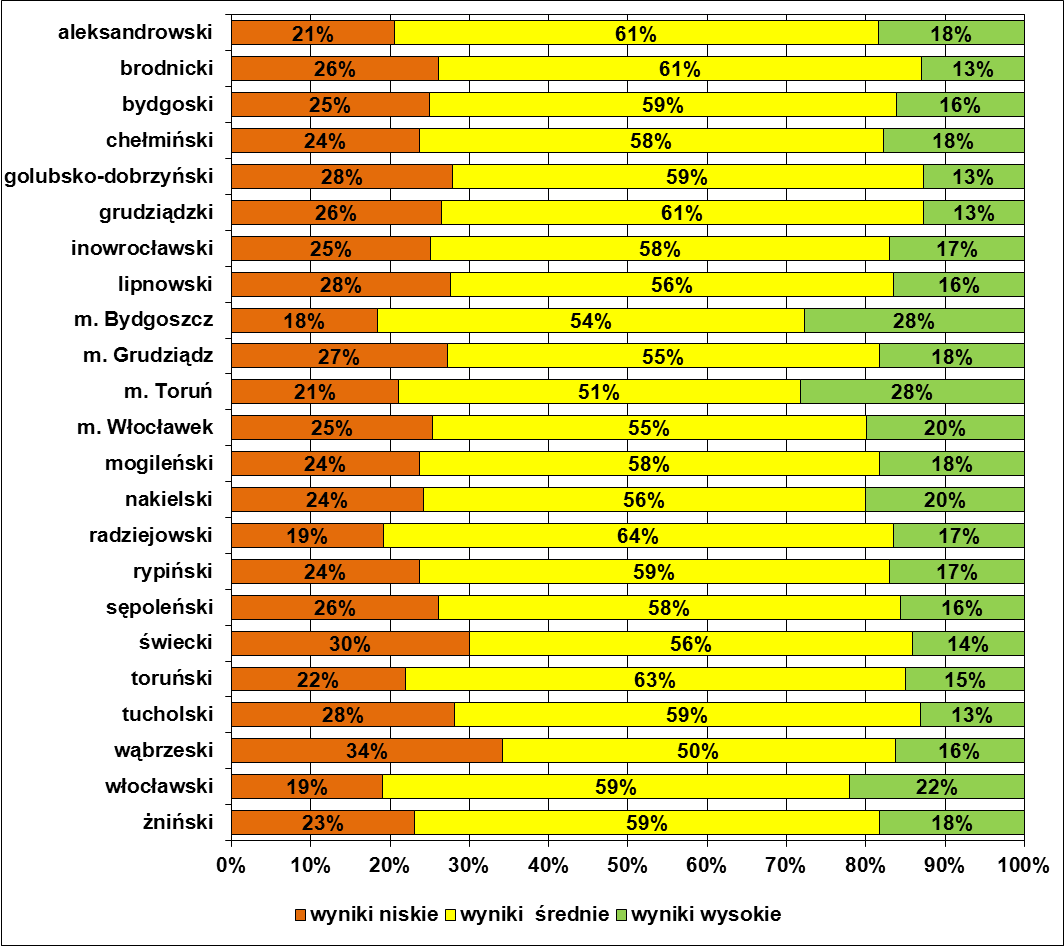 aleksandrowski 21% 61% 18%
brodnicki 26% 61% 13%
bydgoski 25% 59% 16%
chełmiński 24% 58% 18%
golubsko-dobrzyński 28% 59% 13%
grudziądzki 26% 61% 13%
inowrocławski 25% 58% 17%
lipnowski 28% 56% 16%
m. Bydgoszcz 18% 54% 28%
m. Grudziądz 27% 55% 18%
m. Toruń 21% 51% 28%
m. Włocławek 25% 55% 20%
mogileński 24% 58% 18%
nakielski 24% 56% 20%
radziejowski 19% 64% 17%
rypiński 24% 59% 17%
sępoleński 26% 58% 16%
świecki 30% 56% 14%
toruński 22% 63% 15%
tucholski 28% 59% 13%
wąbrzeski 34% 50% 16%
włocławski 19% 59% 22%
żniński 23% 59% 18%
0% 10% 20% 30% 40% 50% 60% 70% 80% 90% 100%
wyniki niskie wyniki średnie wyniki wysokie